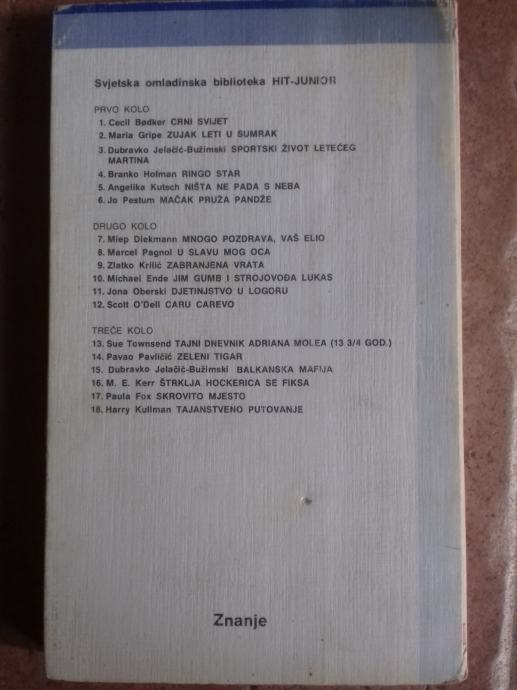 Svjetska omladinska biblioteka HIT-JUNIOR
PRVO KOLO
1. Cecil Bødker CRNI SVIJET
2. Maria Gripe ZUJAK LETI U SUMRAK
3. Dubravko Jelačić-Bužimski SPORTSKI ŽIVOT LETEĆEG
MARTINA
4. Branko Holman RINGO STAR
5. Angelika Kutsch NIŠTA NE PADA S NEBA
6. Jo Pestum MAČAK PRUŽA PANDŽE
DRUGO KOLO
7. Miep Diekmann MNOGO POZDRAVA, VAŠ ELIO
8. Marcel Pagnol U SLAVU MOG OCA
9. Zlatko Krilić ZABRANJENA VRATA
10. Michael Ende JIM GUMB I STROJOVOĐA LUKAS
11. Jona Oberski DJETINJSTVO U LOGORU
12. Scott O'Dell CARU CAREVO
TREĆE KOLO
13. Sue Townsend TAJNI DNEVNIK ADRIANA MOLEA (13 3/4 GOD.)
14. Pavao Pavličić ZELENI TIGAR
15. Dubravko Jelačić-Bužimski BALKANSKA MAFIJA
16. M. E. Kerr ŠTRKLJA HOCKERICA SE FIKSA
17. Paula Fox SKROVITO MJESTO
18. Harry Kullman TAJANSTVENO PUTOVANJE
Znanje